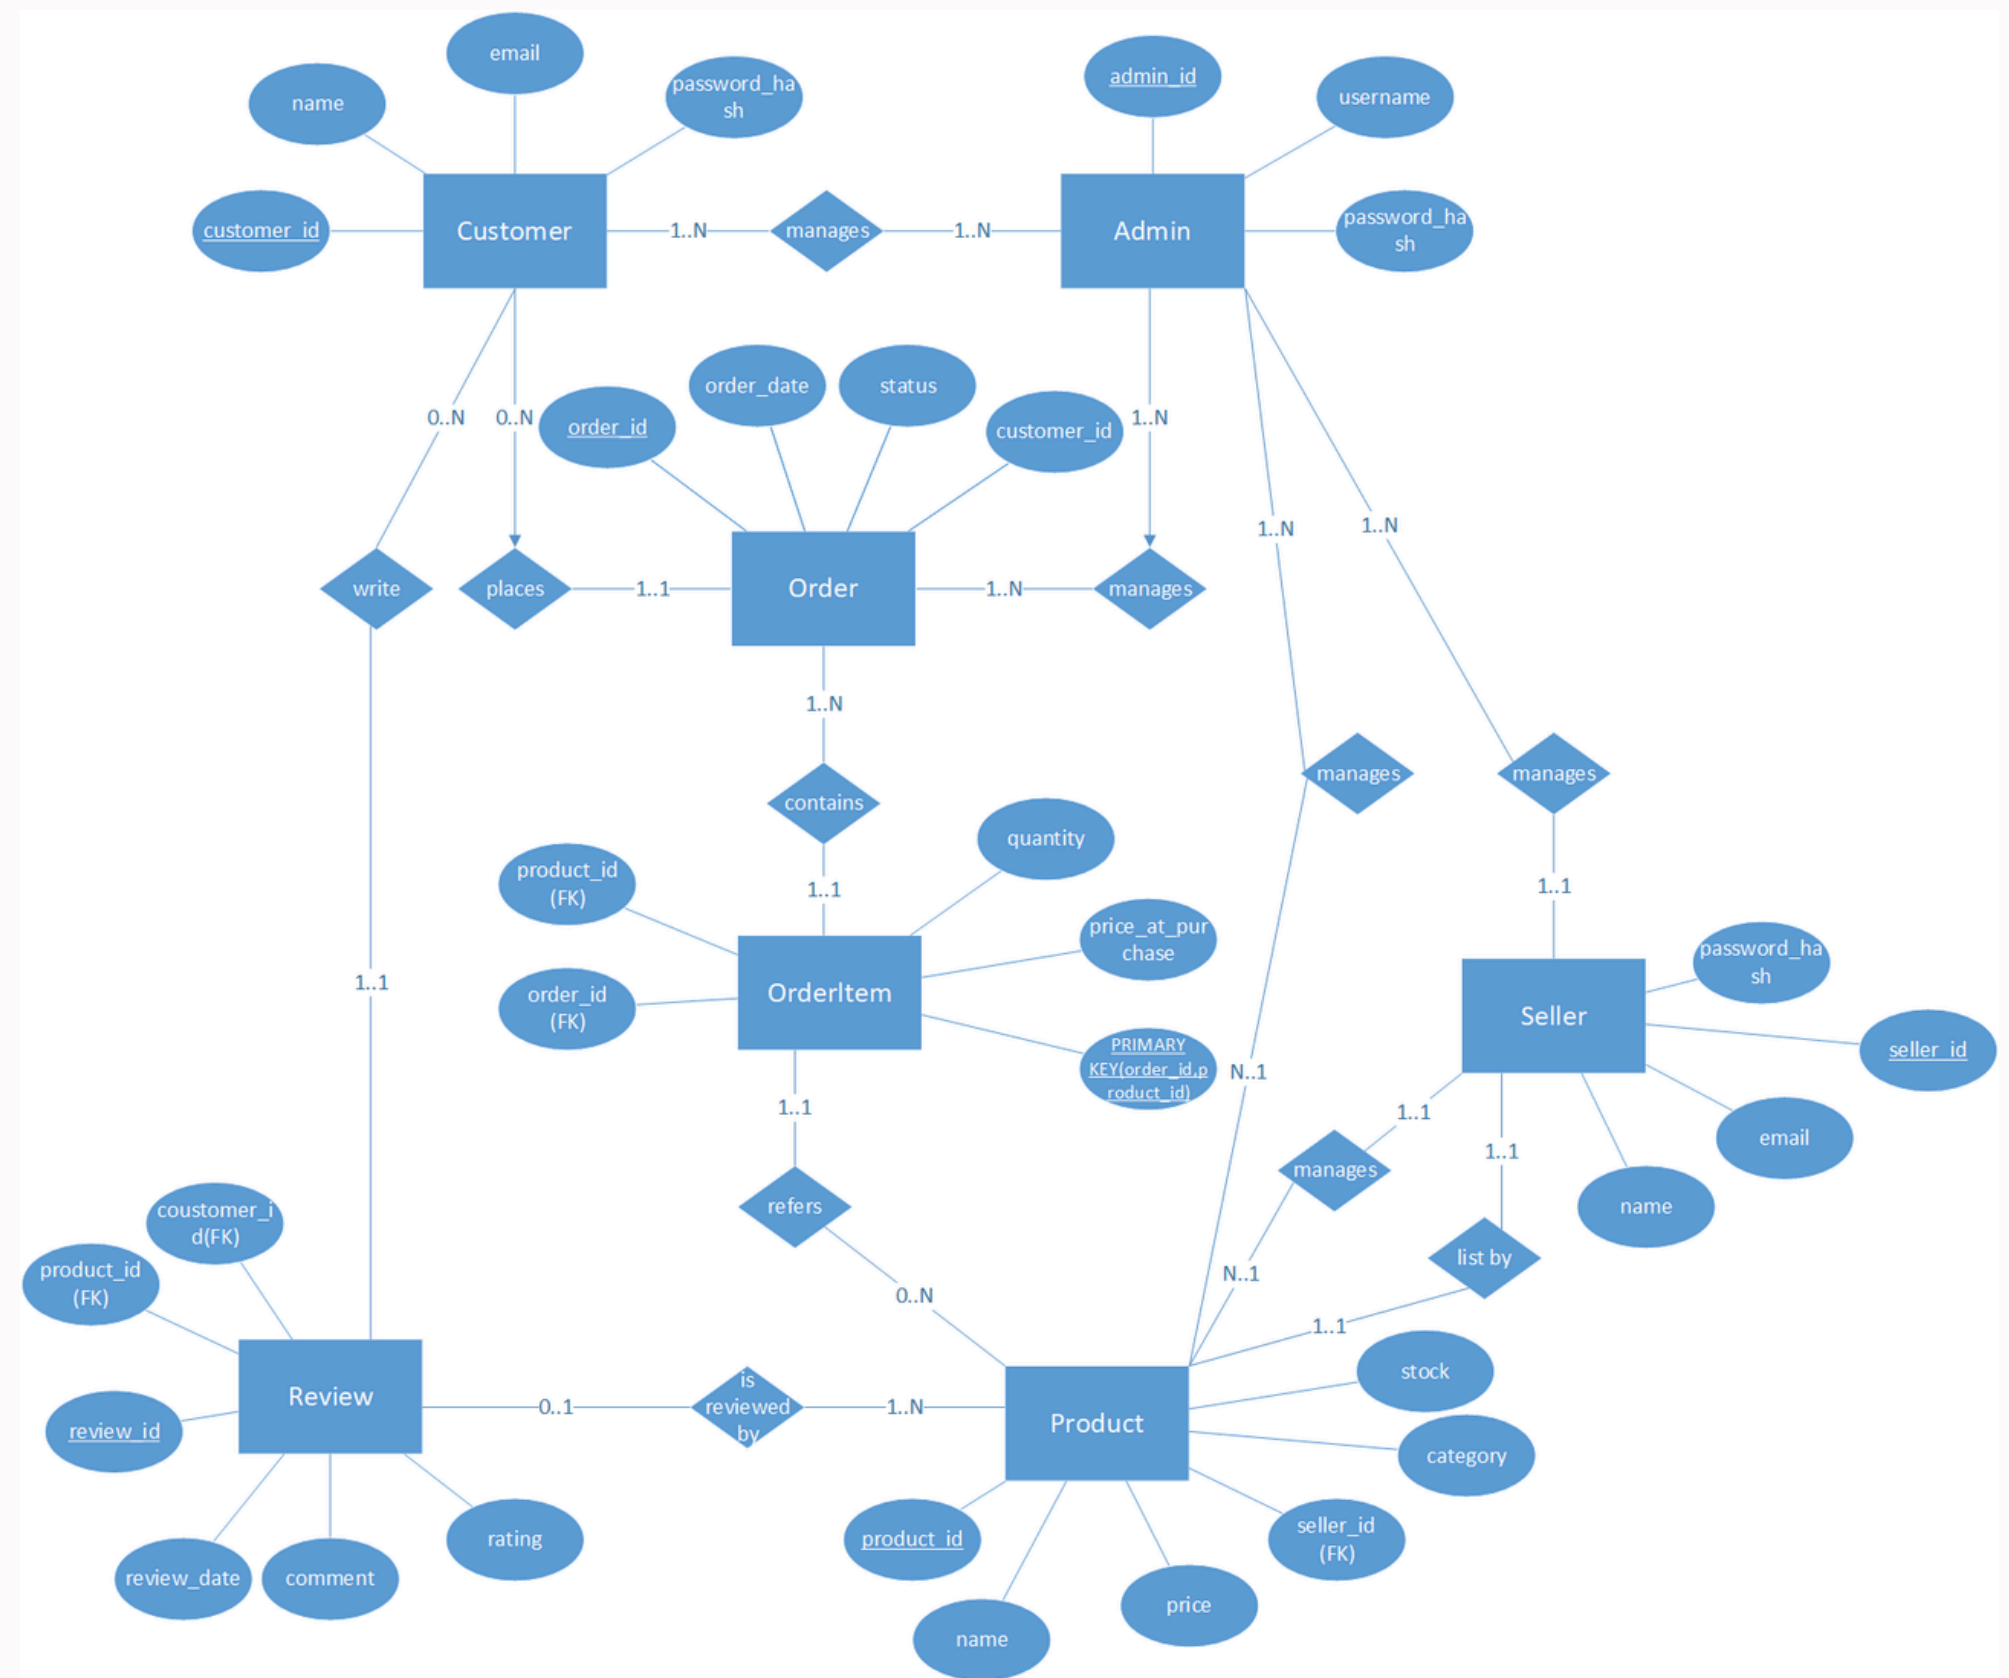 email
name
password_ha
sh
admin_id
username
customer_id
Customer
1..N
manages
1..N
Admin
password_ha
sh
order_date
status
order_id
customer_id
0..N
0..N
1..N
1..N
1..N
write
places
1..1
Order
1..N
manages
1..N
manages
manages
contains
quantity
product_id
(FK)
1..1
1..1
price_at_pur
chase
password_ha
sh
1..1
order_id
(FK)
OrderItem
Seller
seller_id
PRIMARY
KEY(order_id,p
roduct_id)
N..1
1..1
1..1
1..1
email
manages
refers
name
coustomer_i
d(FK)
list by
product_id
(FK)
N..1
0..N
1..1
stock
Review
0..1
is
reviewed
by
1..N
Product
review_id
category
rating
product_id
seller_id
(FK)
review_date
comment
price
name